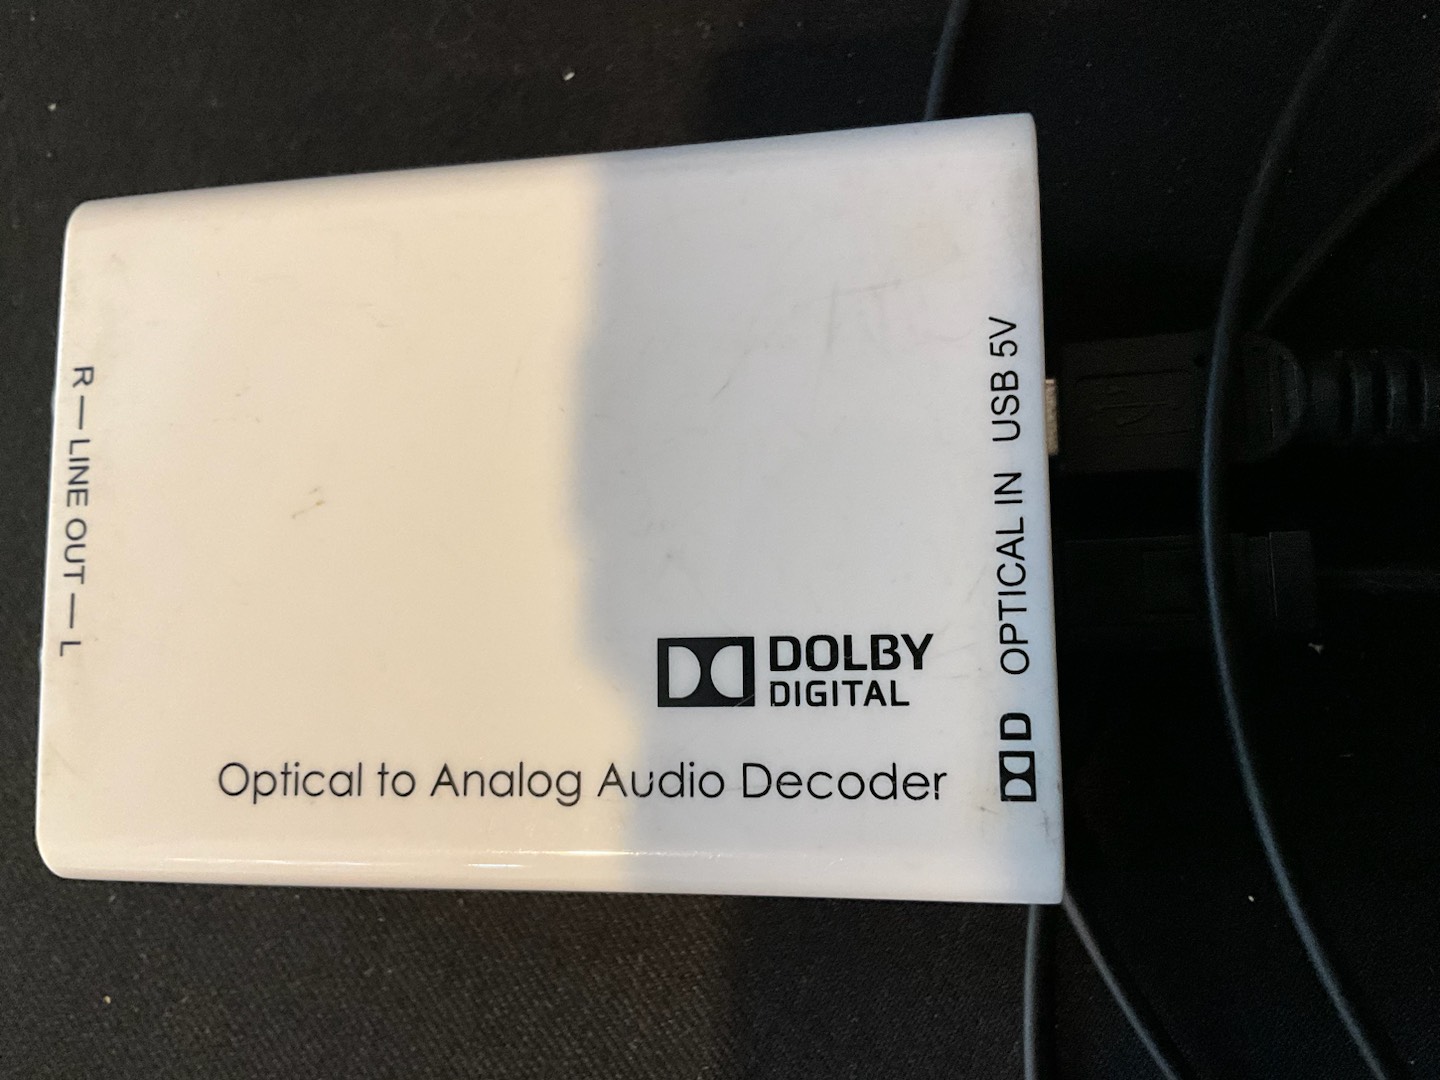 R — LINE OUT — L
DOLBY
DIGITAL
Optical to Analog Audio Decoder
D OPTICAL IN USB 5V